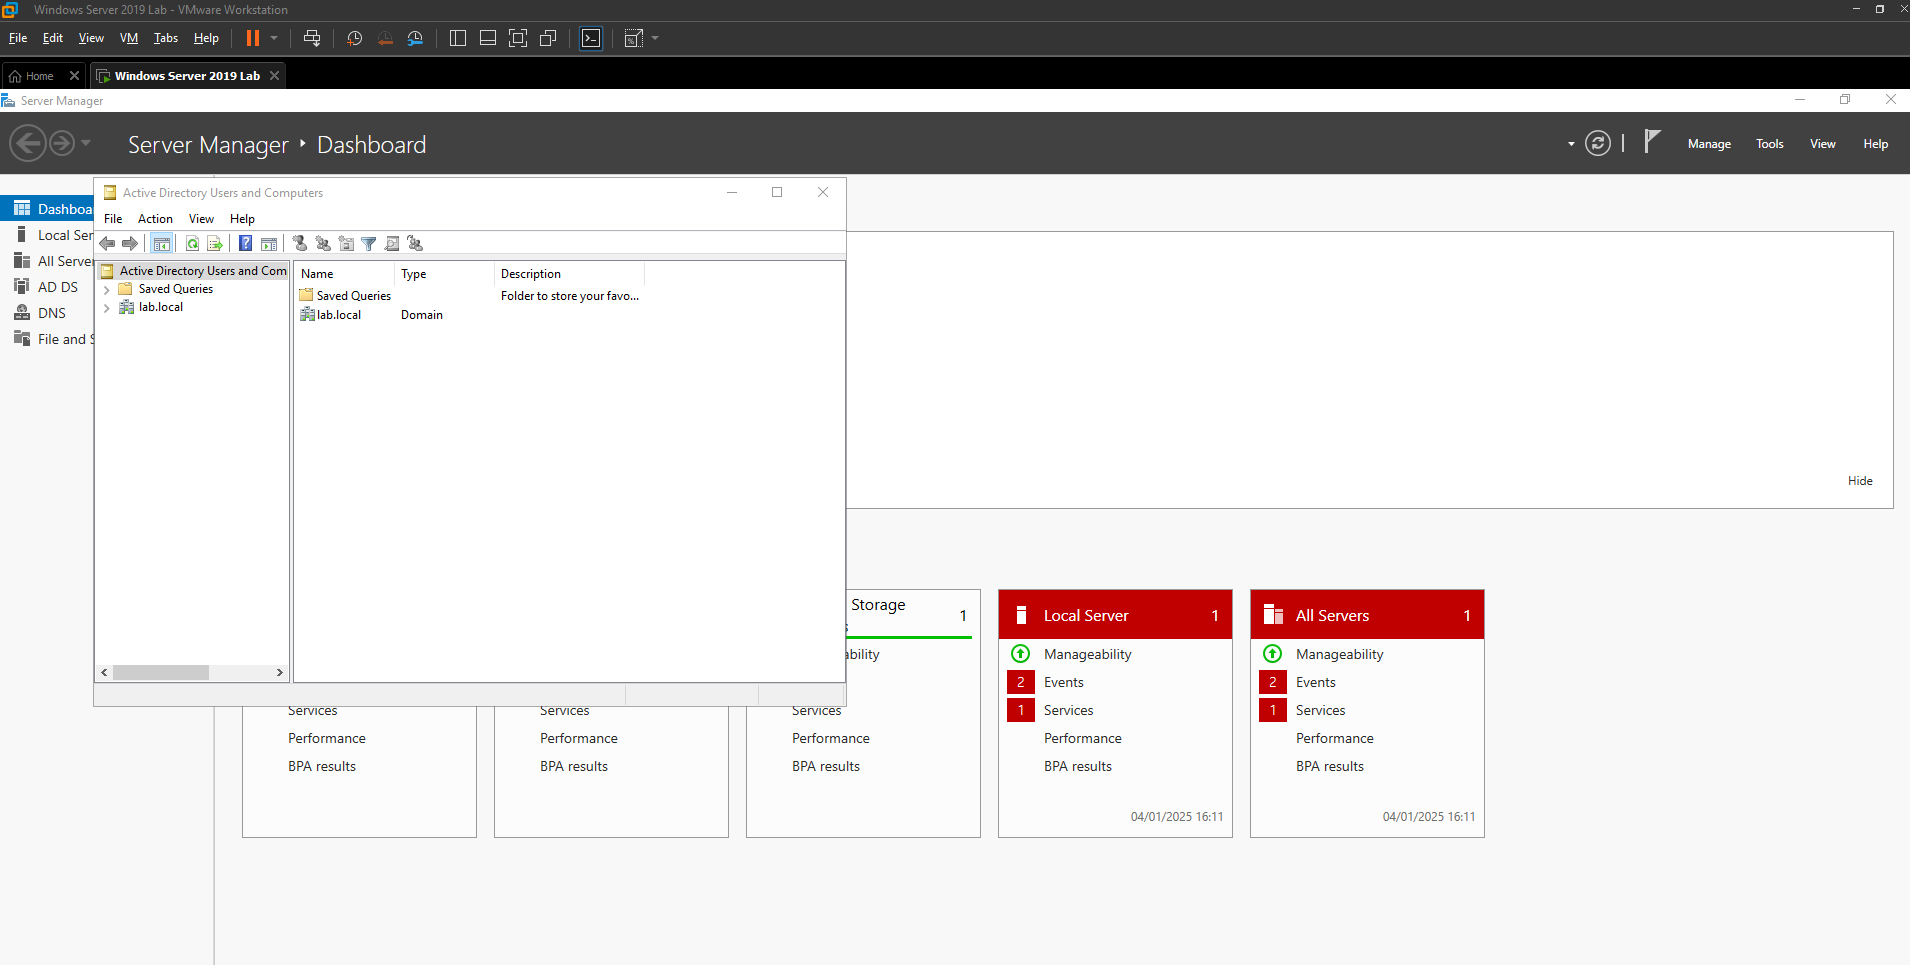 Windows Server 2019 Lab - VMware Workstation
File Edit View VM Tabs Help
Home Windows Server 2019 Lab
Server Manager
Server Manager Dashboard
Manage Tools View Help
Dashboa
Local Ser
All Server
AD DS
DNS
File and S
Active Directory Users and Computers
File Action View Help
Active Directory Users and Com
Saved Queries
lab.local
Name Type Description
Saved Queries Folder to store your favo...
lab.local Domain
Hide
Services
Performance
BPA results
Services
Performance
BPA results
Storage 1
s
ability
Services
Performance
BPA results
Local Server 1
Manageability
2 Events
1 Services
Performance
BPA results
04/01/2025 16:11
All Servers 1
Manageability
2 Events
1 Services
Performance
BPA results
04/01/2025 16:11